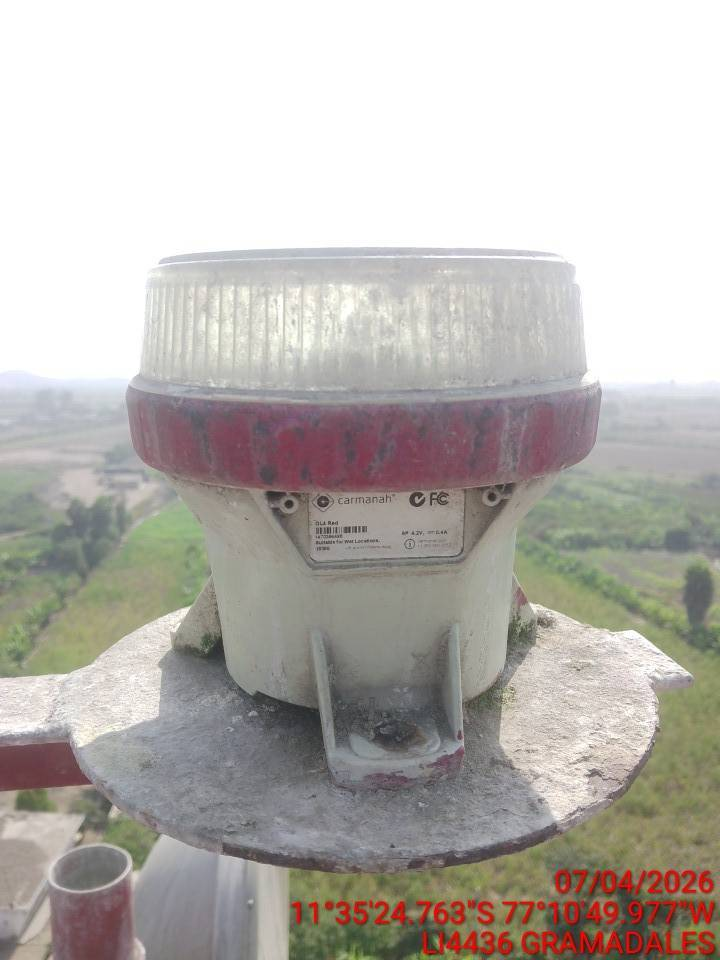 carmanah®
FC
OL4 Red
Suitable for Wet Locations.
4.2V, 0.4A
07/04/2026
11°35'24.763"S 77°10'49.977"W
LI4436 GRAMADALES